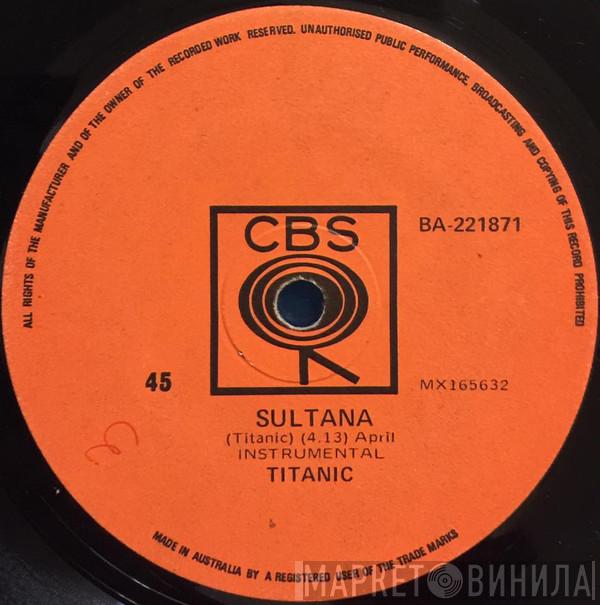 ALL RIGHTS OF THE MANUFACTURER AND OF THE OWNER OF THE RECORDED WORK RESERVED. UNAUTHORISED PUBLIC PERFORMANCE, BROADCASTING AND COPYING OF THIS RECORD PROHIBITED
CBS
BA-221871
45
MX165632
SULTANA
(Titanic) (4.13) April
INSTRUMENTAL
TITANIC
MADE IN AUSTRALIA BY A REGISTERED USER OF THE TRADE MARKS
МАРКЕТ ВИНИЛА